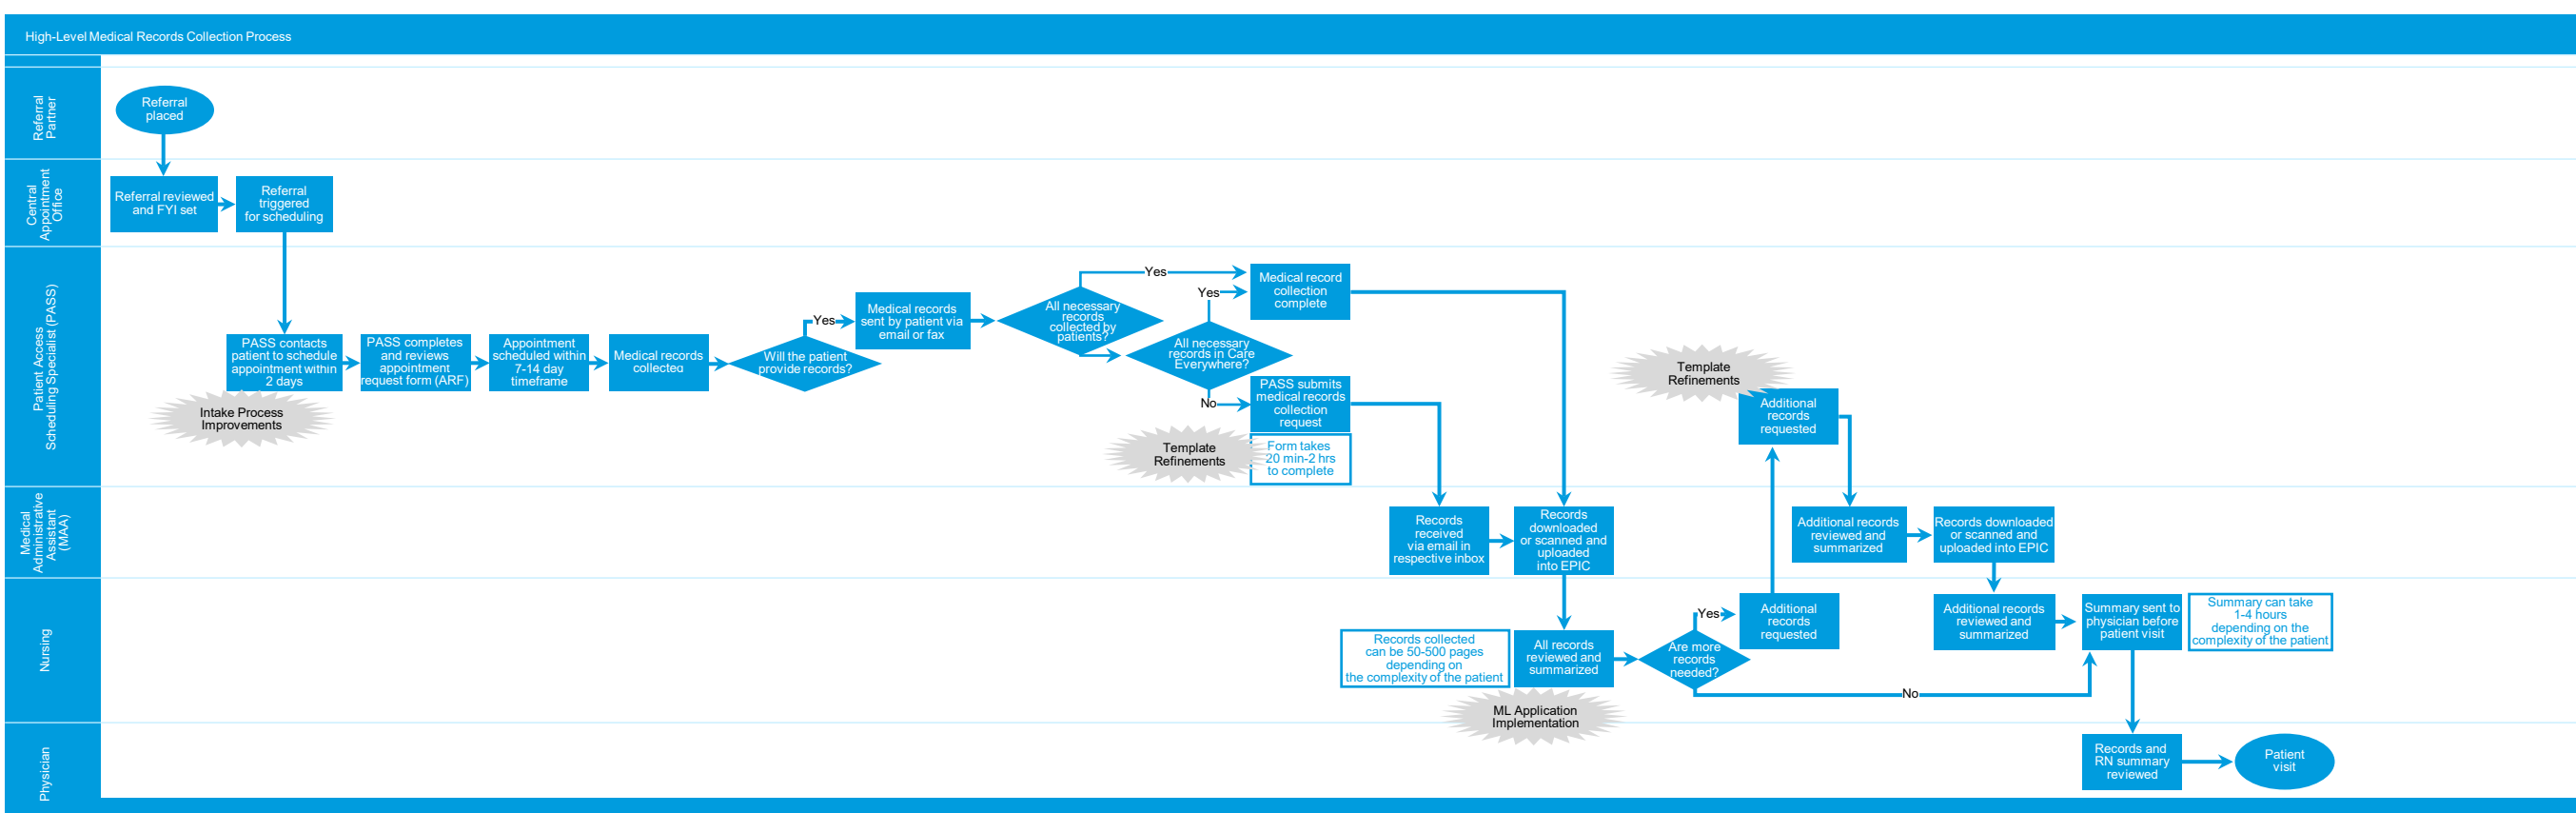 High-Level Medical Records Collection Process
Referral
Partner
Referral
placed
Central
Appointment
Office
Referral reviewed
and FYI set
Referral
triggered
for scheduling
Patient Access
Scheduling Specialist (PASS)
PASS contacts
patient to schedule
appointment within
2 days
Intake Process
Improvements
PASS completes
and reviews
appointment
request form (ARF)
Appointment
scheduled within
7-14 day
timeframe
Medical records
collected
Will the patient
provide records?
Yes
Medical records
sent by patient via
email or fax
All necessary
records
collected by
patients?
Yes
All necessary
records in Care
Everywhere?
Yes
No
Medical record
collection
complete
PASS submits
medical records
collection
request
Template
Refinements
Form takes
20 min-2 hrs
to complete
Template
Refinements
Additional
records
requested
Medical
Administrative
Assistant
(MAA)
Records
received
via email in
respective inbox
Records
downloaded
or scanned and
uploaded
into EPIC
Additional records
reviewed and
summarized
Records downloaded
or scanned and
uploaded into EPIC
Nursing
Records collected
can be 50-500 pages
depending on
the complexity of the patient
All records
reviewed and
summarized
ML Application
Implementation
Are more
records
needed?
Yes
No
Additional
records
requested
Additional records
reviewed and
summarized
Summary sent to
physician before
patient visit
Summary can take
1-4 hours
depending on the
complexity of the patient
Physician
Records and
RN summary
reviewed
Patient
visit